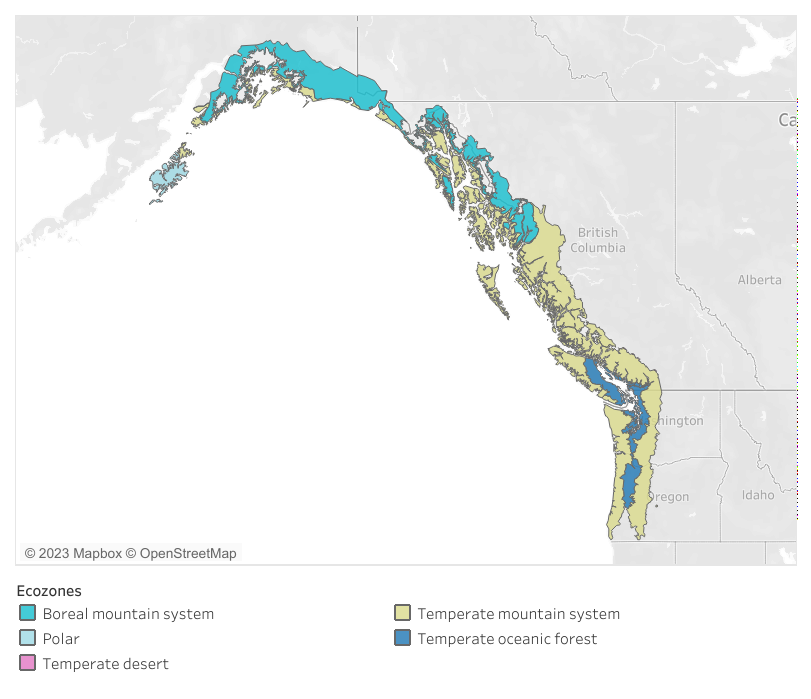 Ca
British
Columbia
Alberta
hington
regon
Idaho
© 2023 Mapbox © OpenStreetMap
Ecozones
Boreal mountain system
Temperate mountain system
Polar
Temperate oceanic forest
Temperate desert